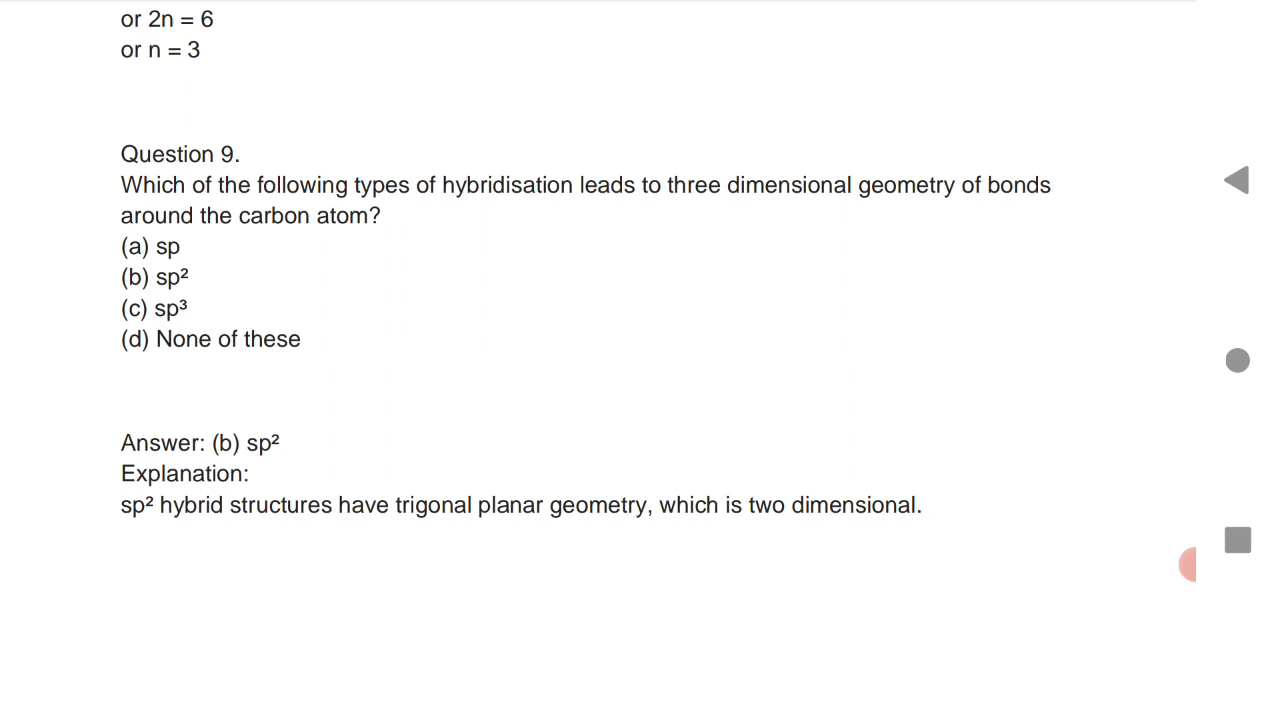 or 2n = 6
or n = 3
Question 9.
Which of the following types of hybridisation leads to three dimensional geometry of bonds
around the carbon atom?
(a) sp
(b) sp²
(c) sp³
(d) None of these
Answer: (b) sp²
Explanation:
sp² hybrid structures have trigonal planar geometry, which is two dimensional.